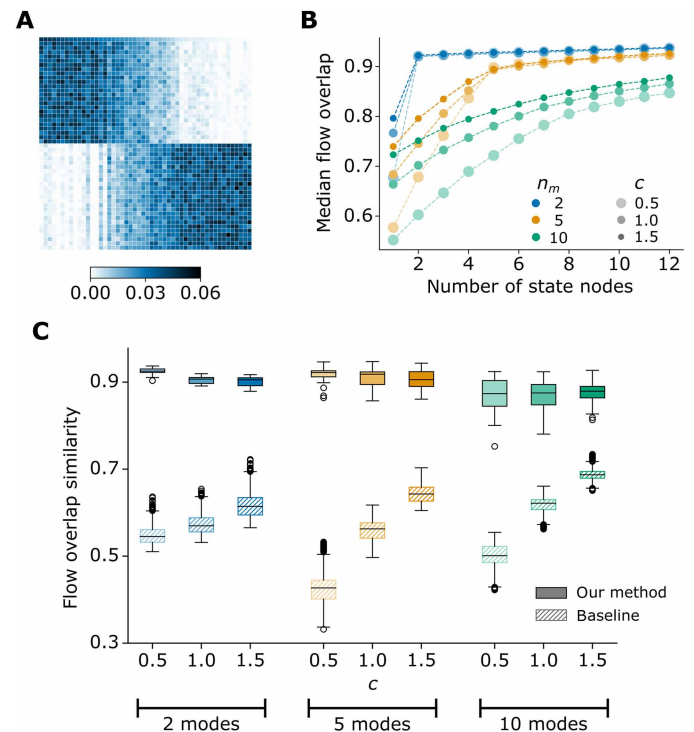 A
0.00 0.03 0.06
B
Median flow overlap
0.9
0.8
0.7
0.6
nm c
2 0.5
5 1.0
10 1.5
2 4 6 8 10 12
Number of state nodes
C
Flow overlap similarity
0.9
0.7
0.5
0.3
Our method
Baseline
0.5 1.0 1.5 0.5 1.0 1.5 0.5 1.0 1.5
c
2 modes 5 modes 10 modes